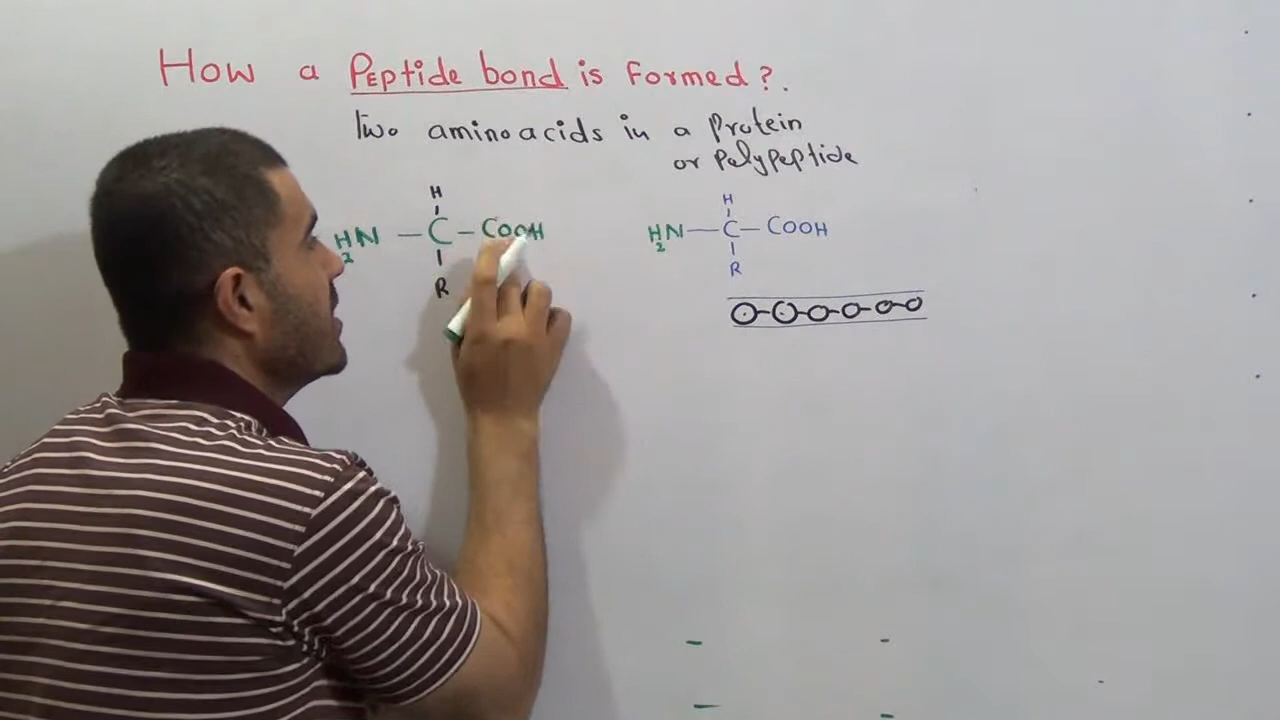 How a Peptide bond is formed?.
Two amino acids in a Protein
or Polypeptide
H H
H2N — C — COOH H2N — C — COOH
R R